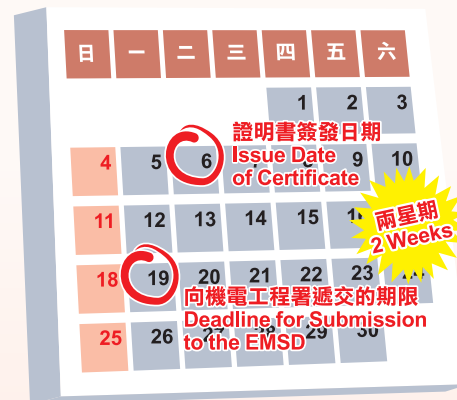 日 一 二 三 四 五 六
1 2 3
證明書簽發日期
Issue Date
of Certificate
4 5 6 9 10
11 12 13 14 15
兩星期
2 Weeks
18 19 20 21 22 23
向機電工程署遞交的期限
Deadline for Submission
to the EMSD
25 26 27 28 29 30